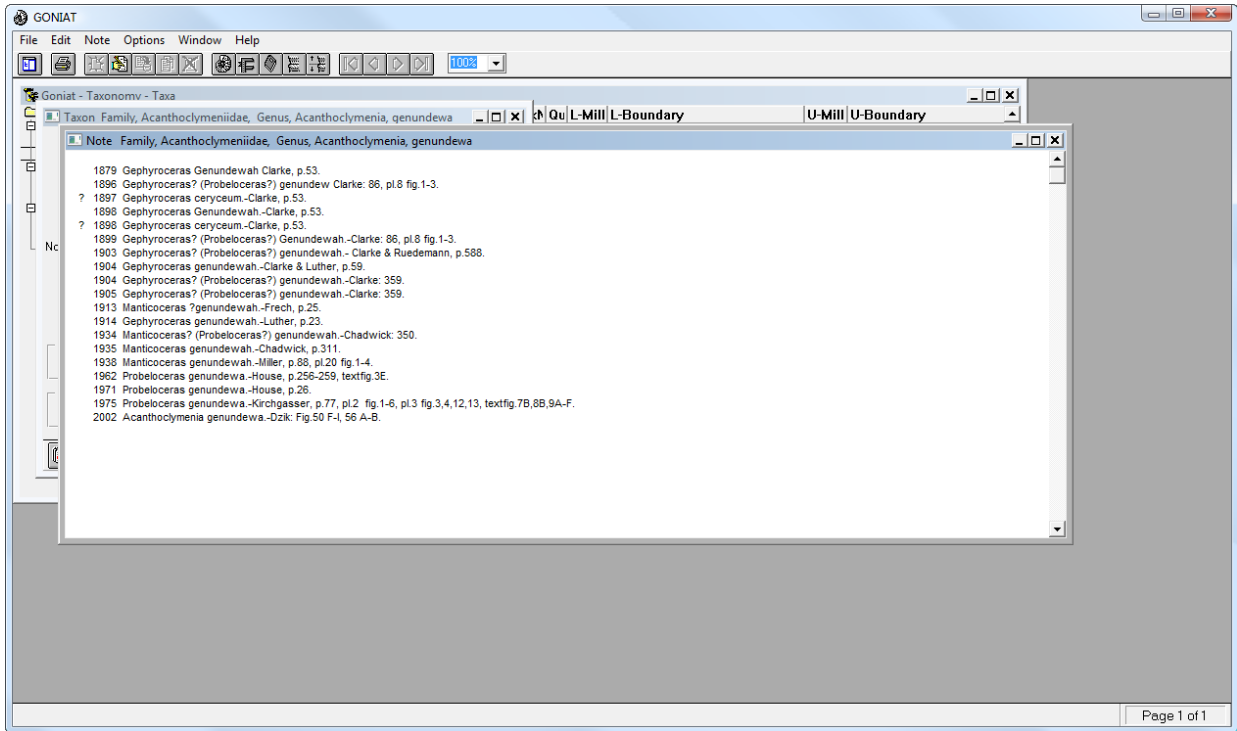 GONIAT
File Edit Note Options Window Help
100%
Goniat - Taxonomy - Taxa
Taxon Family, Acanthoclymeniidae, Genus, Acanthoclymenia, genundewa
Qu L-Mill L-Boundary U-Mill U-Boundary
Note Family, Acanthoclymeniidae, Genus, Acanthoclymenia, genundewa
1879 Gephyroceras Genundewah Clarke, p.53.
1896 Gephyroceras? (Probeloceras?) genundew Clarke: 86, pl.8 fig.1-3.
? 1897 Gephyroceras ceryceum.-Clarke, p.53.
1898 Gephyroceras Genundewah.-Clarke, p.53.
? 1898 Gephyroceras ceryceum.-Clarke, p.53.
1899 Gephyroceras? (Probeloceras?) Genundewah.-Clarke: 86, pl.8 fig.1-3.
1903 Gephyroceras? (Probeloceras?) genundewah.- Clarke & Ruedemann, p.588.
1904 Gephyroceras genundewah.-Clarke & Luther, p.59.
1904 Gephyroceras? (Probeloceras?) genundewah.-Clarke: 359.
1905 Gephyroceras? (Probeloceras?) genundewah.-Clarke: 359.
1913 Manticoceras ?genundewah.-Frech, p.25.
1914 Gephyroceras genundewah.-Luther, p.23.
1934 Manticoceras? (Probeloceras?) genundewah.-Chadwick: 350.
1935 Manticoceras genundewah.-Chadwick, p.311.
1938 Manticoceras genundewah.-Miller, p.88, pl.20 fig.1-4.
1962 Probeloceras genundewa.-House, p.256-259, textfig.3E.
1971 Probeloceras genundewa.-House, p.26.
1975 Probeloceras genundewa.-Kirchgasser, p.77, pl.2 fig.1-6, pl.3 fig.3,4,12,13, textfig.7B,8B,9A-F.
2002 Acanthoclymenia genundewa.-Dzik: Fig.50 F-I, 56 A-B.
Page 1 of 1